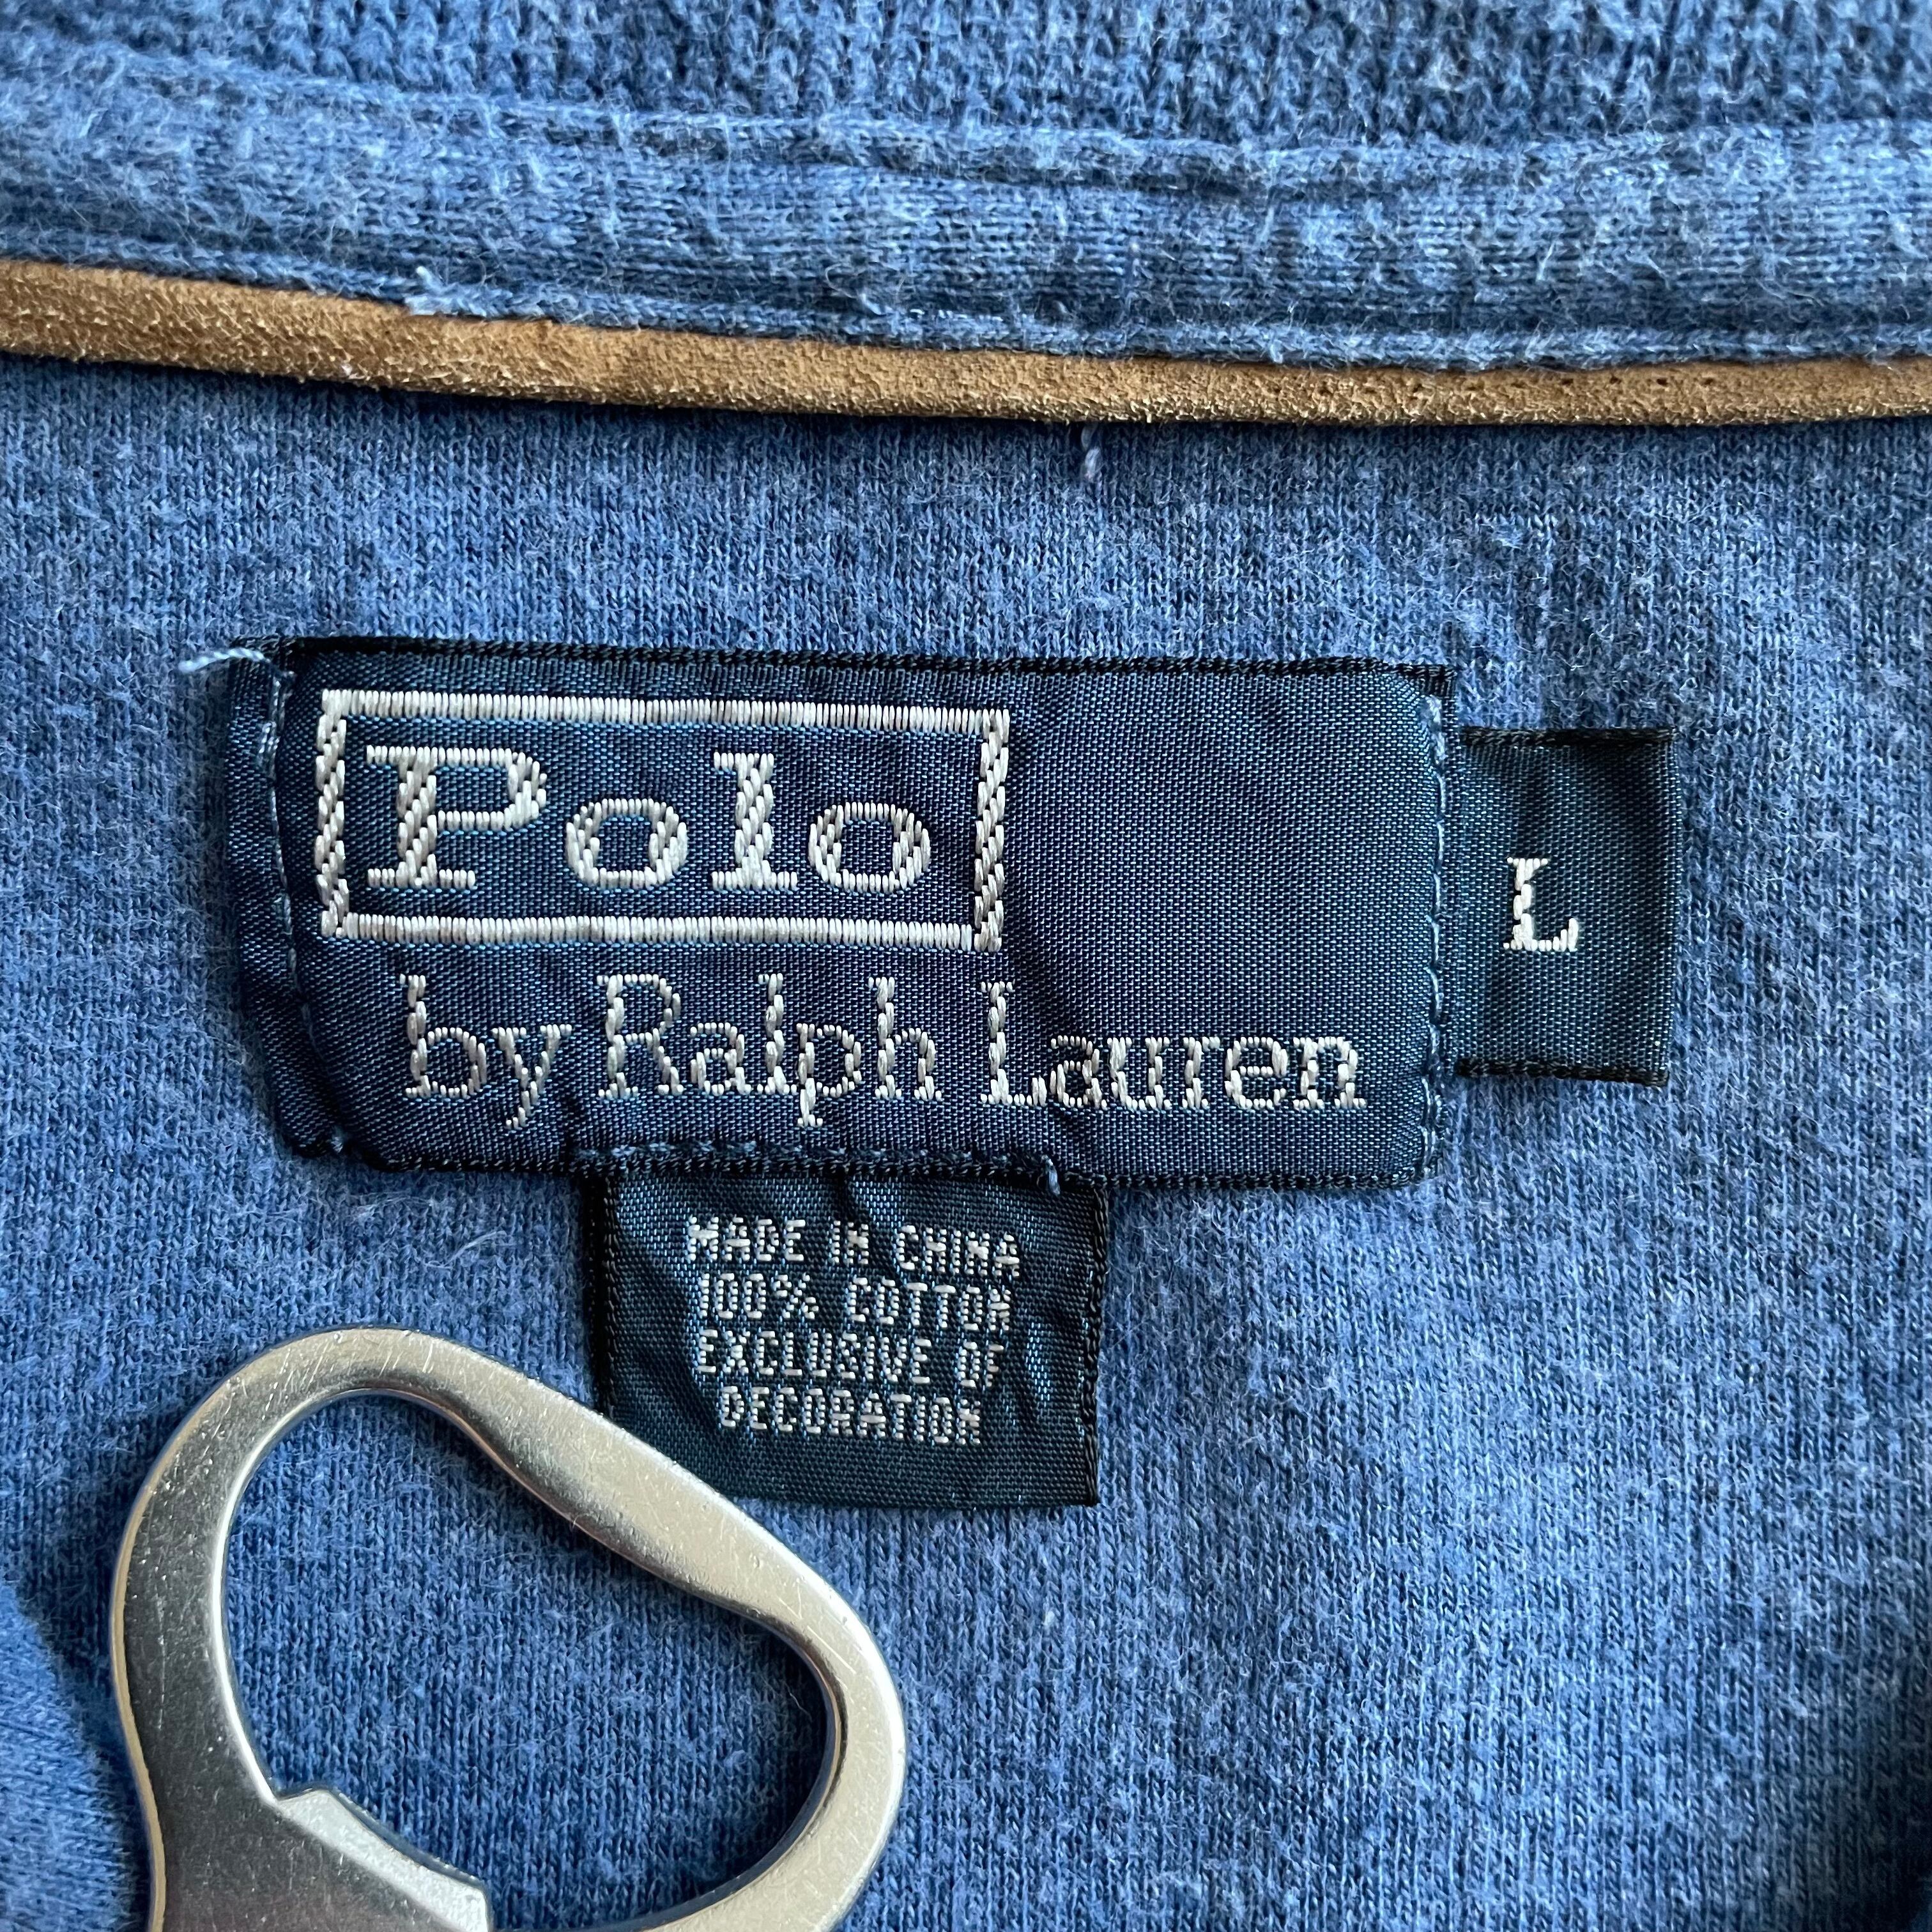 Polo
by Ralph Lauren
L
MADE IN CHINA
100% COTTON
EXCLUSIVE OF
DECORATION